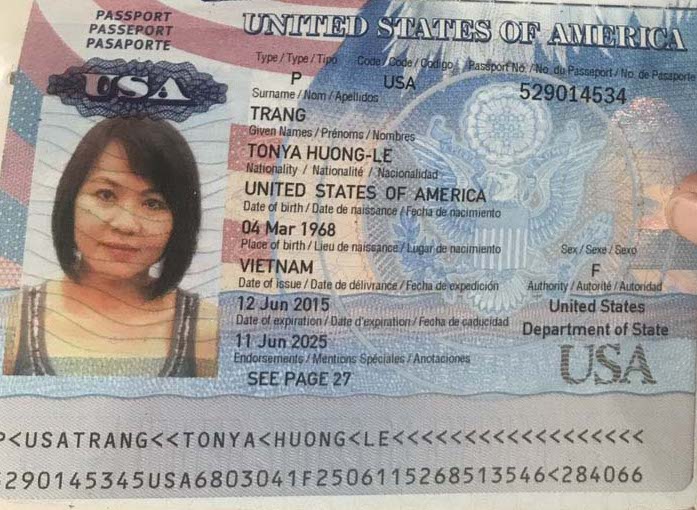 PASSPORT
PASSEPORT
PASAPORTE
UNITED STATES OF AMERICA
USA
Type / Type / Tipo Code / Code / Codigo Passport No. / No. du Passeport / No. de Pasaporte
P USA 529014534
Surname / Nom / Apellidos
TRANG
Given Names / Prénoms / Nombres
TONYA HUONG-LE
Nationality / Nationalité / Nacionalidad
UNITED STATES OF AMERICA
Date of birth / Date de naissance / Fecha de nacimiento
04 Mar 1968
Place of birth / Lieu de naissance / Lugar de nacimiento Sex / Sexe / Sexo
VIETNAM F
Date of issue / Date de délivrance / Fecha de expedición Authority / Autorité / Autoridad
12 Jun 2015 United States
Date of expiration / Date d'expiration / Fecha de caducidad Department of State
11 Jun 2025 USA
Endorsements / Mentions Spéciales / Anotaciones
SEE PAGE 27
P<USATRANG<<TONYA<HUONG<LE<<<<<<<<<<<<<<<<<<
290145345USA6803041F2506115268513546<284066